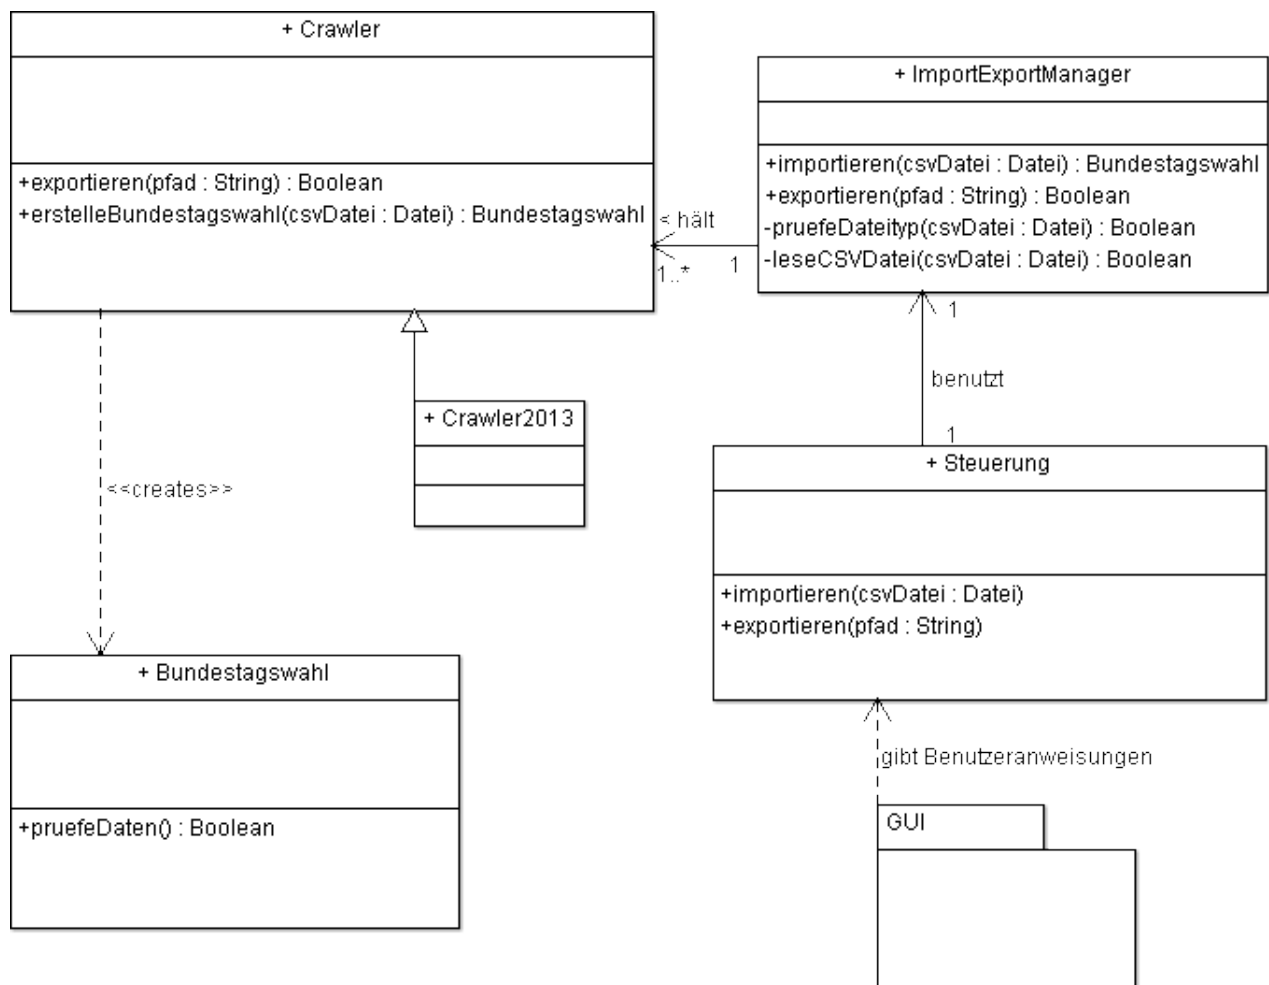 + Crawler
+exportieren(pfad : String) : Boolean
+erstelleBundestagswahl(csvDatei : Datei) : Bundestagswahl
+ ImportExportManager
+importieren(csvDatei : Datei) : Bundestagswahl
+exportieren(pfad : String) : Boolean
-pruefeDateityp(csvDatei : Datei) : Boolean
-leseCSVDatei(csvDatei : Datei) : Boolean
< hält
1..*
1
1
benutzt
1
+ Crawler2013
<<creates>>
+ Steuerung
+importieren(csvDatei : Datei)
+exportieren(pfad : String)
+ Bundestagswahl
+pruefeDaten() : Boolean
gibt Benutzeranweisungen
GUI